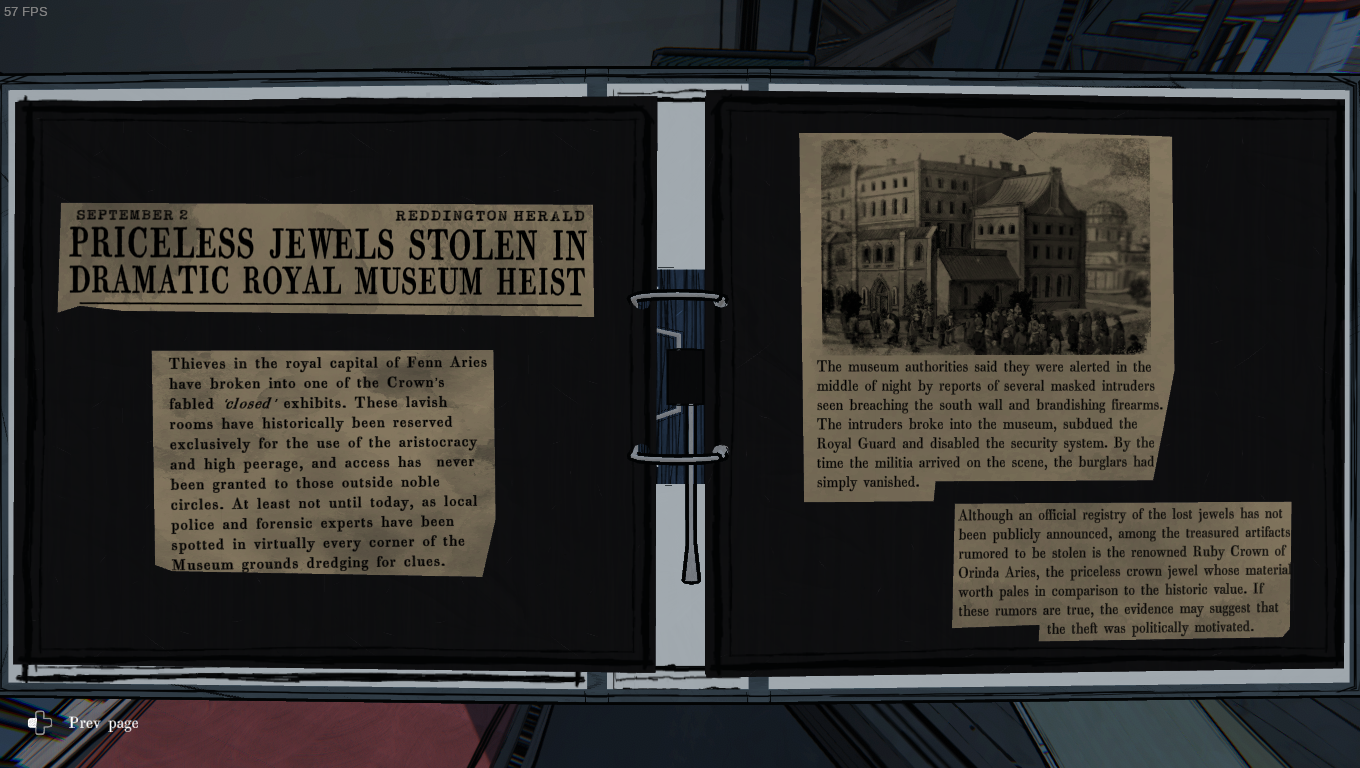 57 FPS
SEPTEMBER 2 REDDINGTON HERALD
PRICELESS JEWELS STOLEN IN
DRAMATIC ROYAL MUSEUM HEIST
Thieves in the royal capital of Fenn Aries
have broken into one of the Crown's
fabled 'closed' exhibits. These lavish
rooms have historically been reserved
exclusively for the use of the aristocracy
and high peerage, and access has never
been granted to those outside noble
circles. At least not until today, as local
police and forensic experts have been
spotted in virtually every corner of the
Museum grounds dredging for clues.
The museum authorities said they were alerted in the
middle of night by reports of several masked intruders
seen breaching the south wall and brandishing firearms.
The intruders broke into the museum, subdued the
Royal Guard and disabled the security system. By the
time the militia arrived on the scene, the burglars had
simply vanished.
Although an official registry of the lost jewels has not
been publicly announced, among the treasured artifacts
rumored to be stolen is the renowned Ruby Crown of
Orinda Aries, the priceless crown jewel whose material
worth pales in comparison to the historic value. If
these rumors are true, the evidence may suggest that
the theft was politically motivated.
Prev page